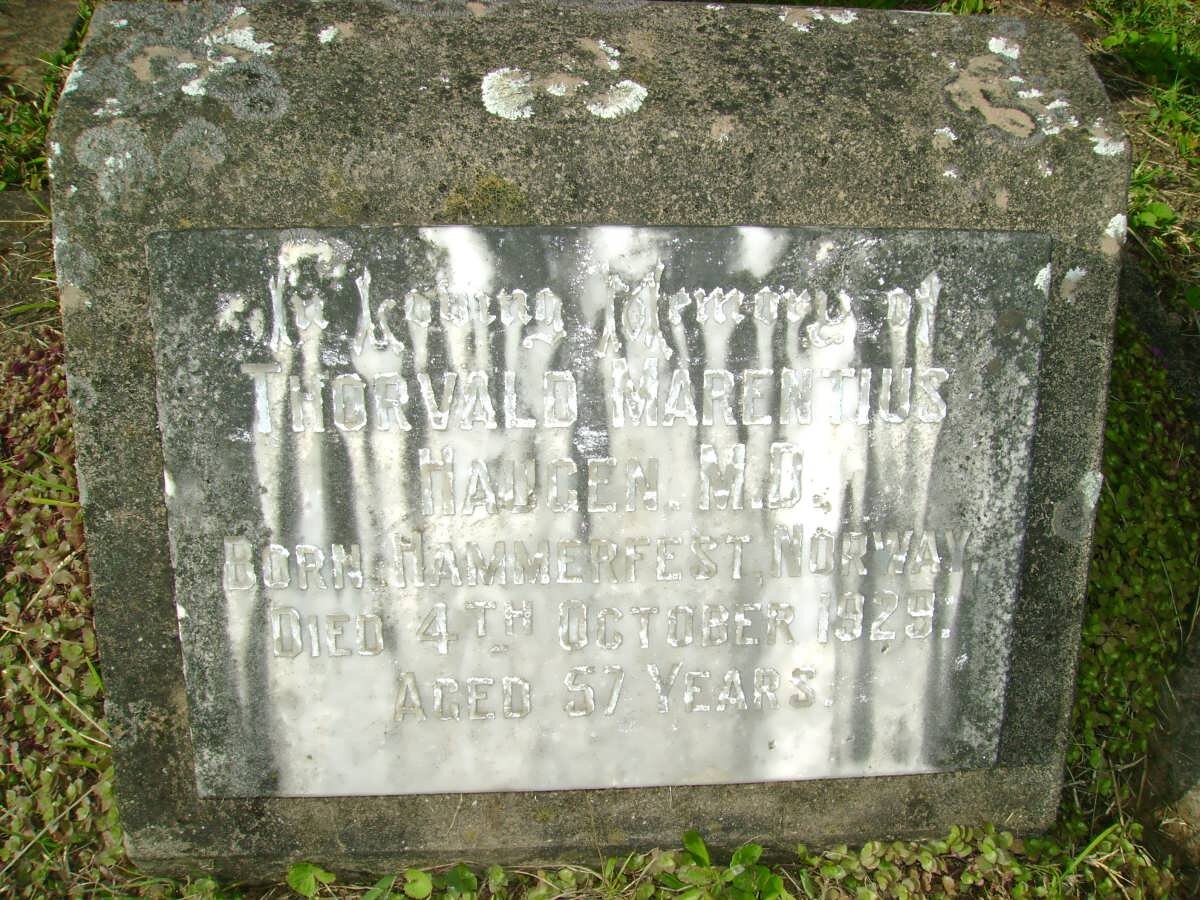 In Loving Memory of
THORVALD MARENTIUS
HAUGEN. M.D.
BORN HAMMERFEST, NORWAY.
DIED 4TH OCTOBER 1929.
AGED 57 YEARS.